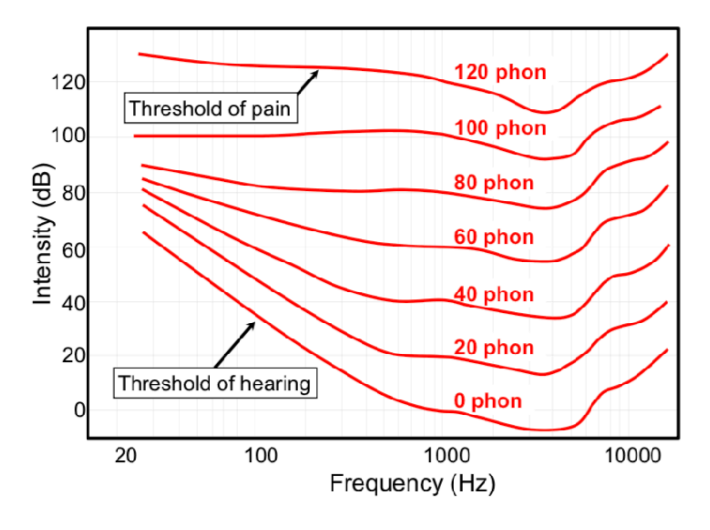 120 phon
120
Threshold of pain
100 phon
100
80 phon
80
60 phon
60
40 phon
40
20 phon
20
Threshold of hearing
0 phon
0
Intensity (dB)
20 100 1000 10000
Frequency (Hz)